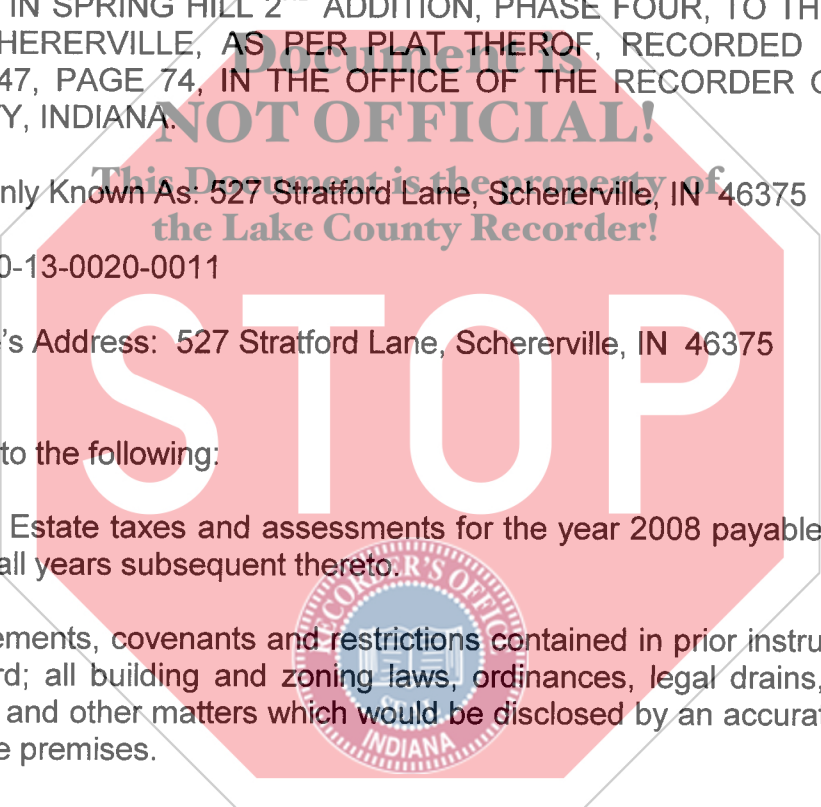 IN SPRING HILL 2ND ADDITION, PHASE FOUR, TO TH
HERERVILLE, AS PER PLAT THEROF, RECORDED
47, PAGE 74, IN THE OFFICE OF THE RECORDER
Y, INDIANA.
Document is
NOT OFFICIAL!
This Document is the property of
the Lake County Recorder!
nly Known As: 527 Stratford Lane, Schererville, IN 46375
0-13-0020-0011
STOP
's Address: 527 Stratford Lane, Schererville, IN 46375
to the following:
Estate taxes and assessments for the year 2008 payable
all years subsequent thereto.
ements, covenants and restrictions contained in prior instru
rd; all building and zoning laws, ordinances, legal drains,
and other matters which would be disclosed by an accurat
e premises.
RECORDER'S OFFICE
INDIANA